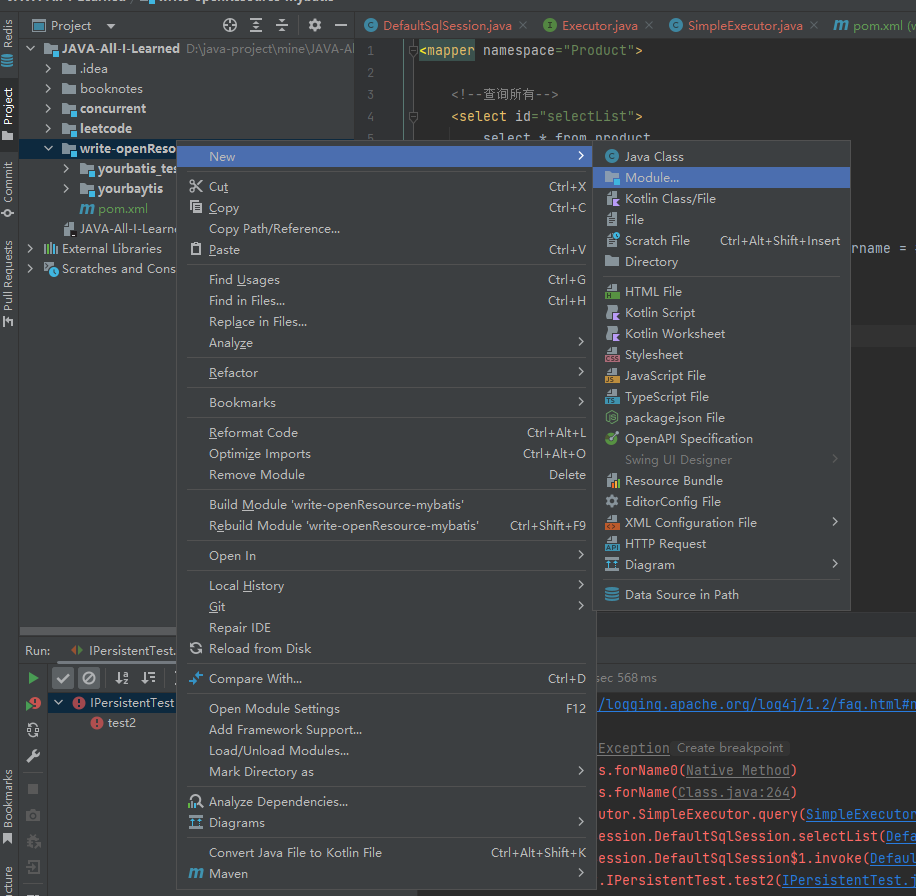 Project
DefaultSqlSession.java
Executor.java
SimpleExecutor.java
pom.xml
JAVA-All-I-Learned D:\java-project\mine\JAVA-Al
.idea
booknotes
concurrent
leetcode
write-openReso
yourbatis_tes
yourbaytis
pom.xml
JAVA-All-I-Learne
External Libraries
Scratches and Cons
Redis
Project
Commit
Pull Requests
Bookmarks
cture
1 <mapper namespace="Product">
2
3 <!--查询所有-->
4 <select id="selectList">
5 select * from product
rname =
New
Cut Ctrl+X
Copy Ctrl+C
Copy Path/Reference...
Paste Ctrl+V
Find Usages Ctrl+G
Find in Files... Ctrl+H
Replace in Files...
Analyze
Refactor
Bookmarks
Reformat Code Ctrl+Alt+L
Optimize Imports Ctrl+Alt+O
Remove Module Delete
Build Module 'write-openResource-mybatis'
Rebuild Module 'write-openResource-mybatis' Ctrl+Shift+F9
Open In
Local History
Git
Repair IDE
Reload from Disk
Compare With... Ctrl+D
Open Module Settings F12
Add Framework Support...
Load/Unload Modules...
Mark Directory as
Analyze Dependencies...
Diagrams
Convert Java File to Kotlin File Ctrl+Alt+Shift+K
Maven
Java Class
Module...
Kotlin Class/File
File
Scratch File Ctrl+Alt+Shift+Insert
Directory
HTML File
Kotlin Script
Kotlin Worksheet
Stylesheet
JavaScript File
TypeScript File
package.json File
OpenAPI Specification
Swing UI Designer
Resource Bundle
EditorConfig File
XML Configuration File
HTTP Request
Diagram
Data Source in Path
Run: IPersistentTest.
IPersistentTest
test2
sec 568 ms
/logging.apache.org/log4j/1.2/faq.html#n
Exception Create breakpoint
s.forName0(Native Method)
s.forName(Class.java:264)
utor.SimpleExecutor.query(SimpleExecutor
ession.DefaultSqlSession.selectList(Defa
ession.DefaultSqlSession$1.invoke(Default
.IPersistentTest.test2(IPersistentTest.j